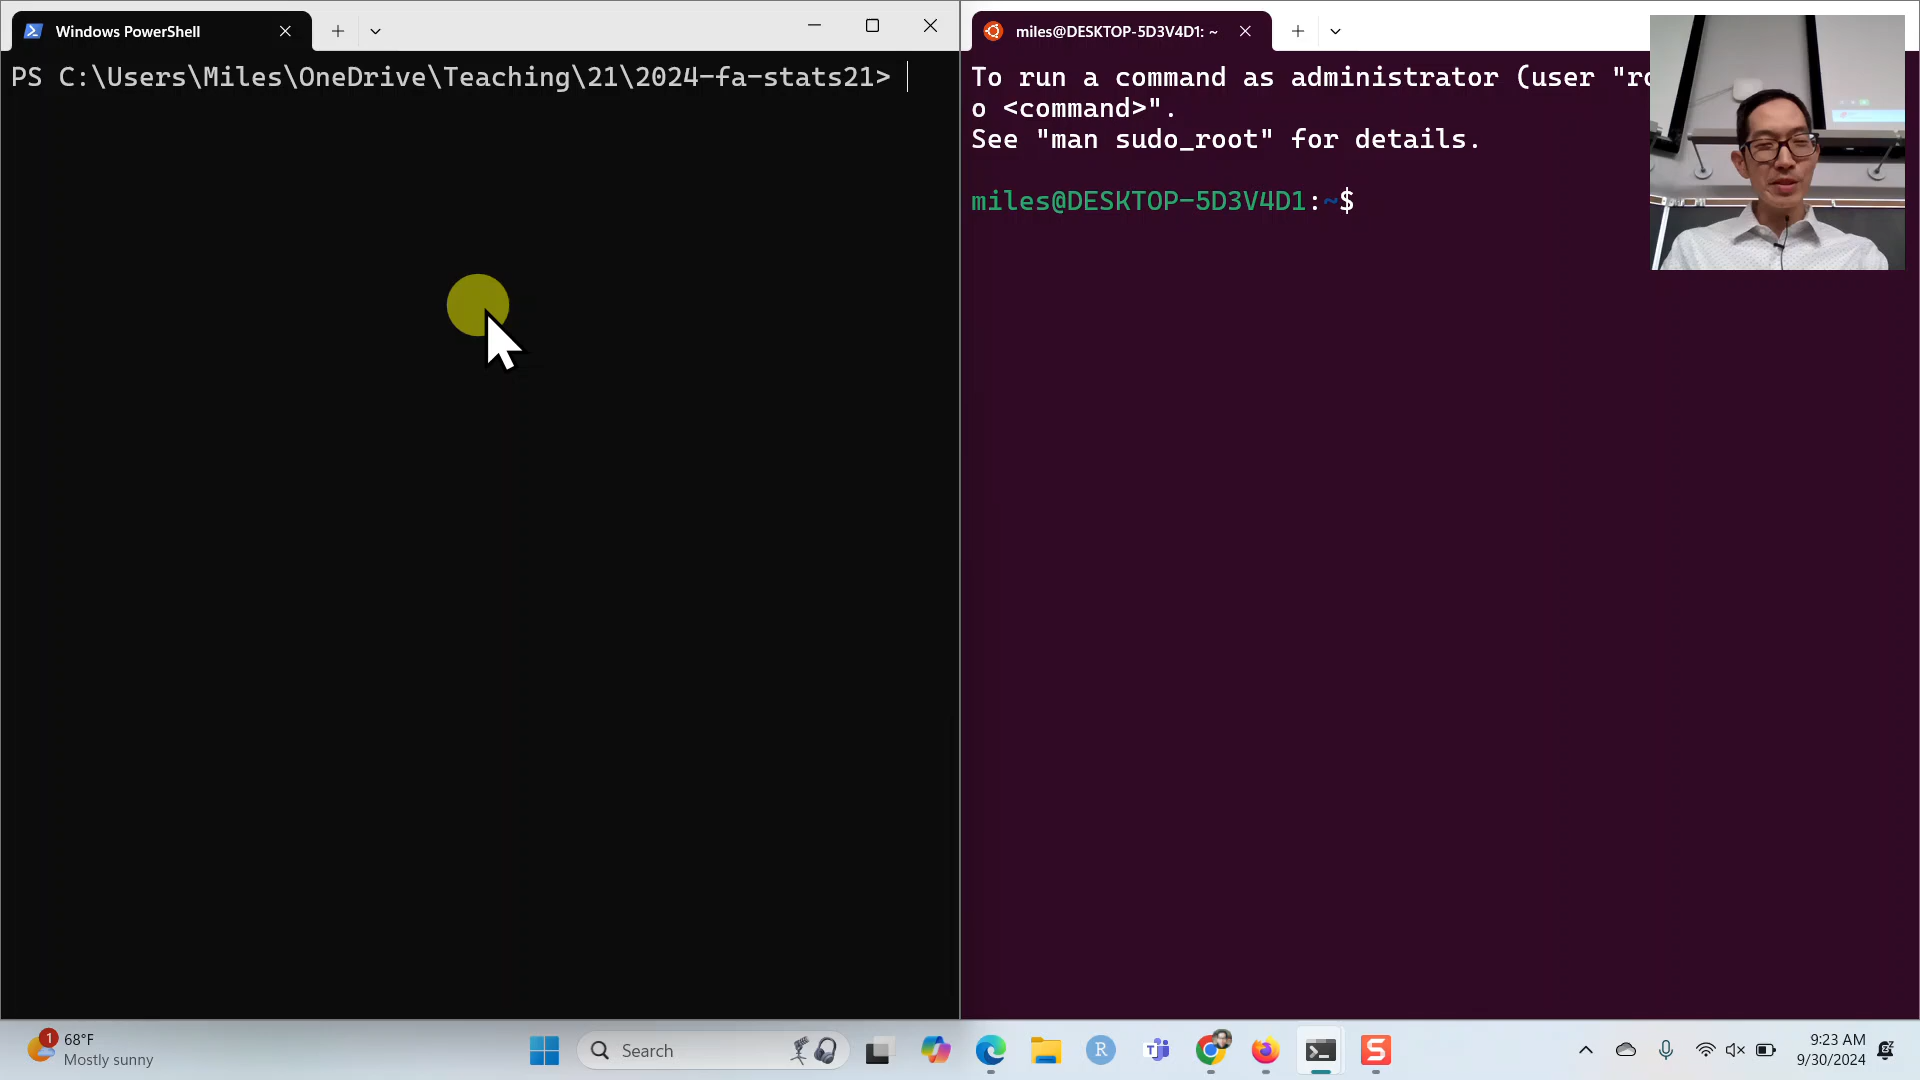 Windows PowerShell
PS C:\Users\Miles\OneDrive\Teaching\21\2024-fa-stats21>
miles@DESKTOP-5D3V4D1: ~
To run a command as administrator (user "ro
o <command>".
See "man sudo_root" for details.
miles@DESKTOP-5D3V4D1:~$
1
68°F
Mostly sunny
Search
R
T
S
9:23 AM
9/30/2024